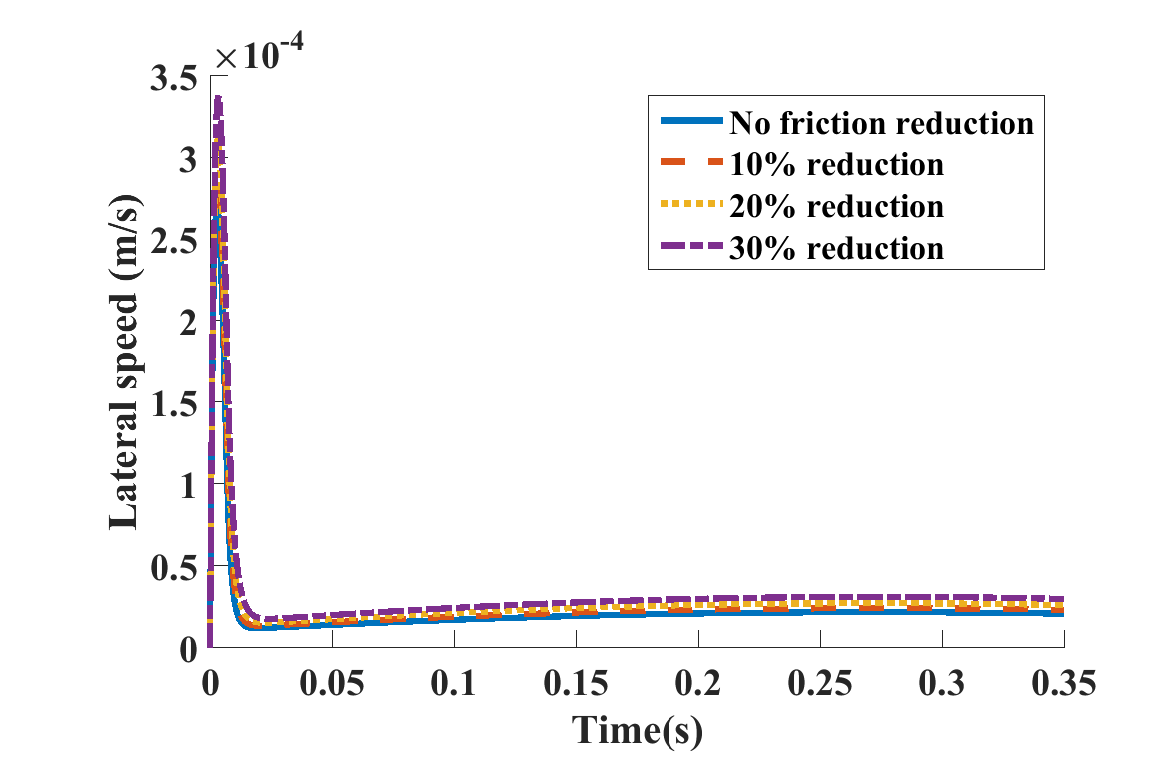 ×10-4
3.5
3
2.5
2
1.5
1
0.5
0
Lateral speed (m/s)
No friction reduction
10% reduction
20% reduction
30% reduction
0 0.05 0.1 0.15 0.2 0.25 0.3 0.35
Time(s)